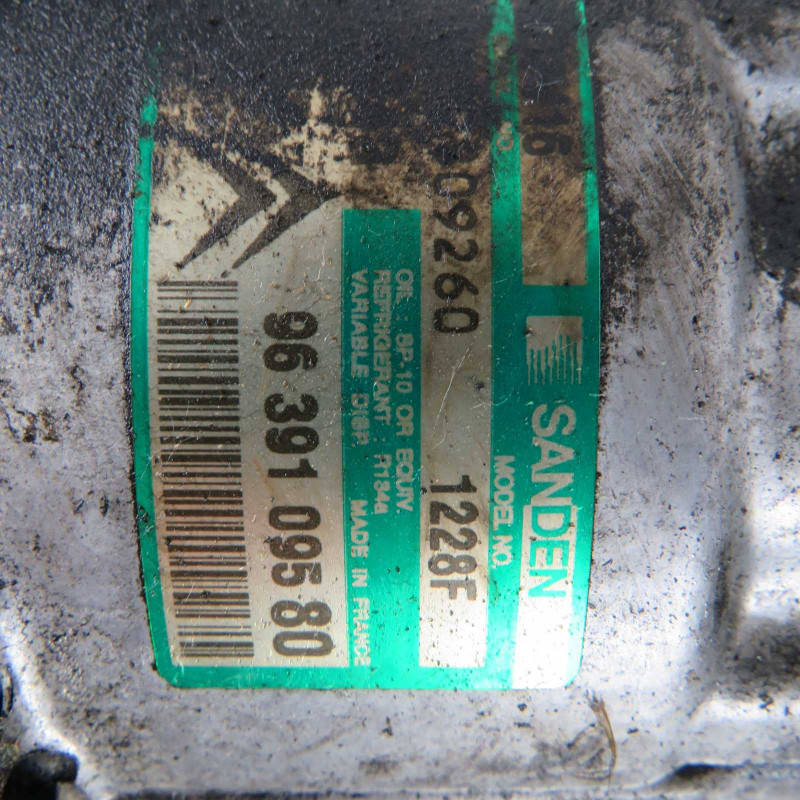 16
SANDEN
NO.
MODEL NO.
09260
1228F
OIL : SP-10 OR EQUIV
REFRIGERANT : R134a
VARIABLE DISP.
MADE IN FRANCE
96 391 095 80